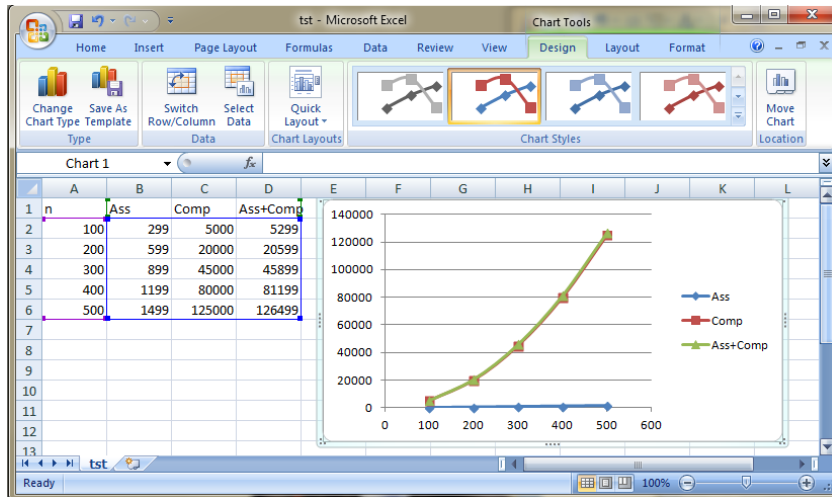 tst - Microsoft Excel
Chart Tools
Home Insert Page Layout Formulas Data Review View Design Layout Format
Change Chart Type
Save As Template
Switch Row/Column
Select Data
Quick Layout
Move Chart
Type Data Chart Layouts Chart Styles Location
Chart 1 fx
A B C D E F G H I J K L
1 n Ass Comp Ass+Comp
2 100 299 5000 5299
3 200 599 20000 20599
4 300 899 45000 45899
5 400 1199 80000 81199
6 500 1499 125000 126499
7
8
9
10
11
12
13
140000
120000
100000
80000
60000
40000
20000
0
0 100 200 300 400 500 600
Ass
Comp
Ass+Comp
tst
Ready 100%